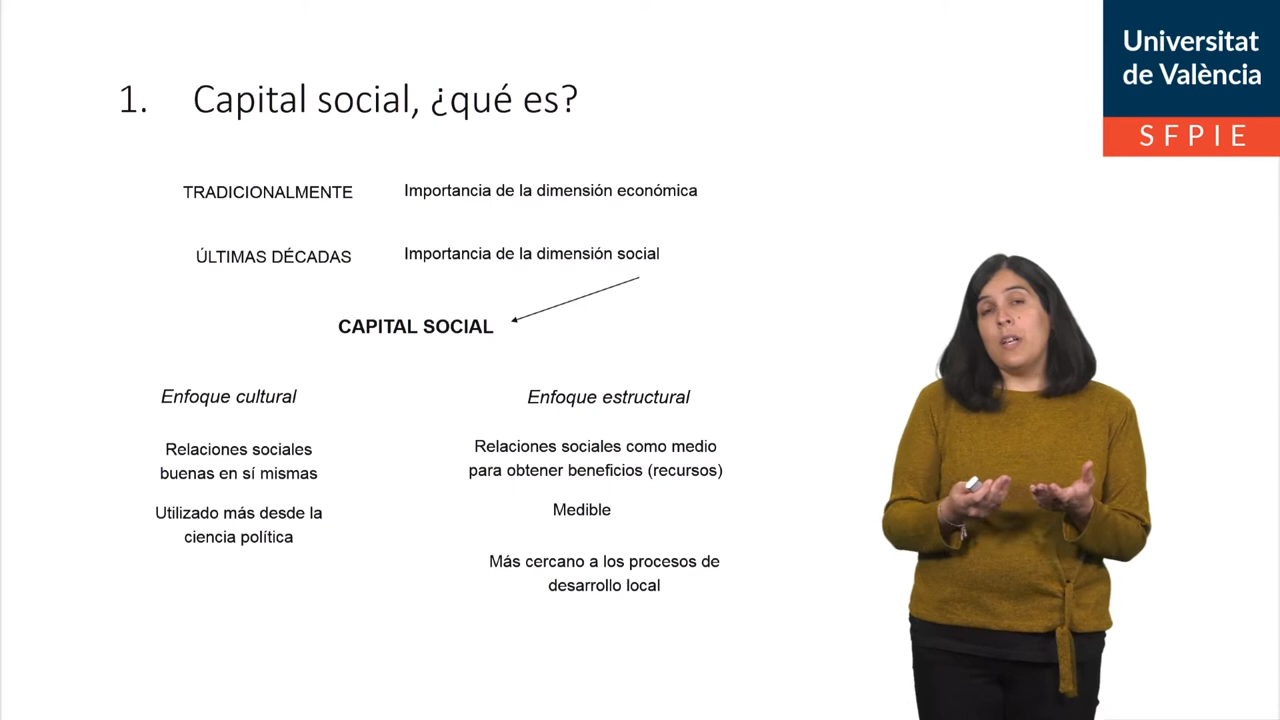 Universitat
de València
SFPIE
1. Capital social, ¿qué es?
TRADICIONALMENTE Importancia de la dimensión económica
ÚLTIMAS DÉCADAS Importancia de la dimensión social
CAPITAL SOCIAL
Enfoque cultural
Relaciones sociales
buenas en sí mismas
Utilizado más desde la
ciencia política
Enfoque estructural
Relaciones sociales como medio
para obtener beneficios (recursos)
Medible
Más cercano a los procesos de
desarrollo local